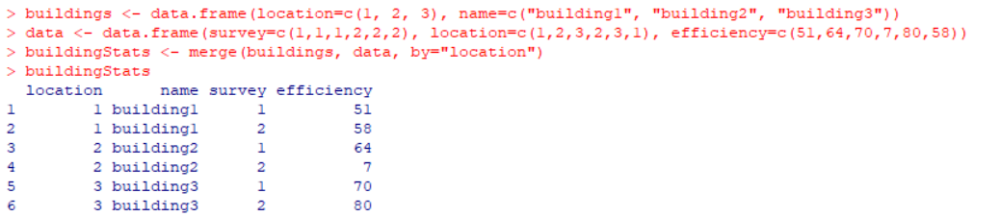 > buildings <- data.frame(location=c(1, 2, 3), name=c("building1", "building2", "building3"))
> data <- data.frame(survey=c(1,1,1,2,2,2), location=c(1,2,3,2,3,1), efficiency=c(51,64,70,7,80,58))
> buildingStats <- merge(buildings, data, by="location")
> buildingStats
  location      name survey efficiency
1        1 building1      1         51
2        1 building1      2         58
3        2 building2      1         64
4        2 building2      2          7
5        3 building3      1         70
6        3 building3      2         80